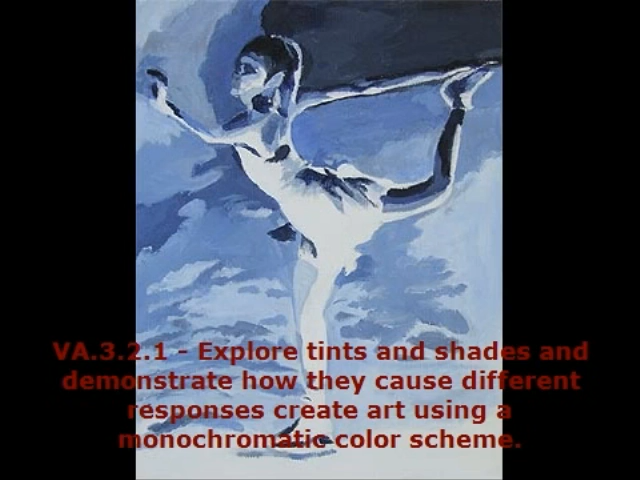 VA.3.2.1 - Explore tints and shades and
demonstrate how they cause different
responses create art using a
monochromatic color scheme.